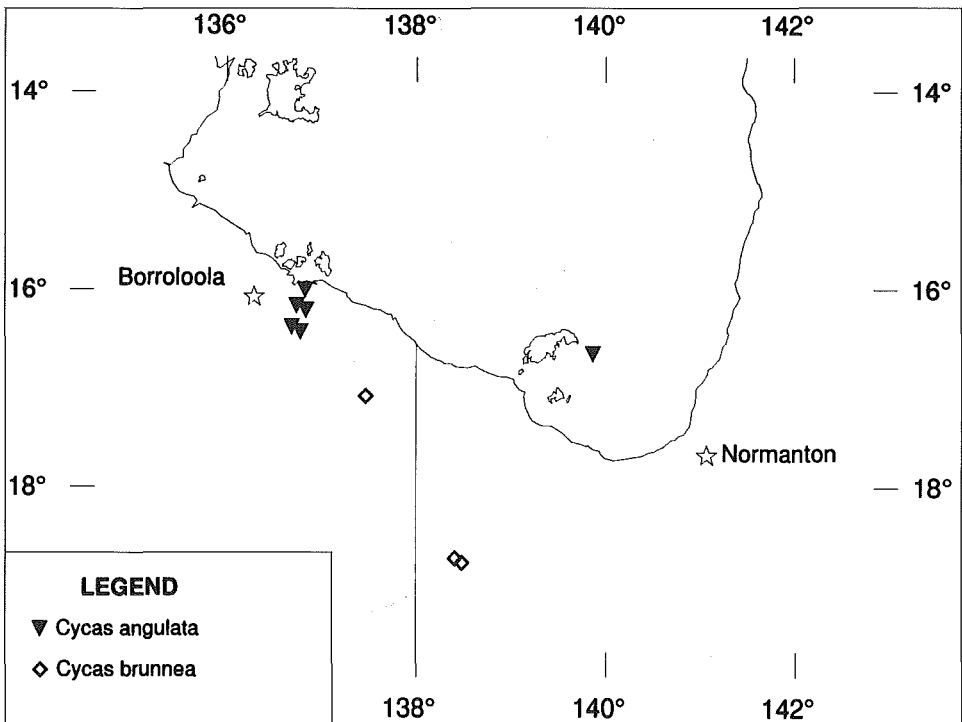 136° 138° 140° 142°
14° 14°
Borroloola
16° 16°
Normanton
18° 18°
LEGEND
Cycas angulata
Cycas brunnea
138° 140° 142°